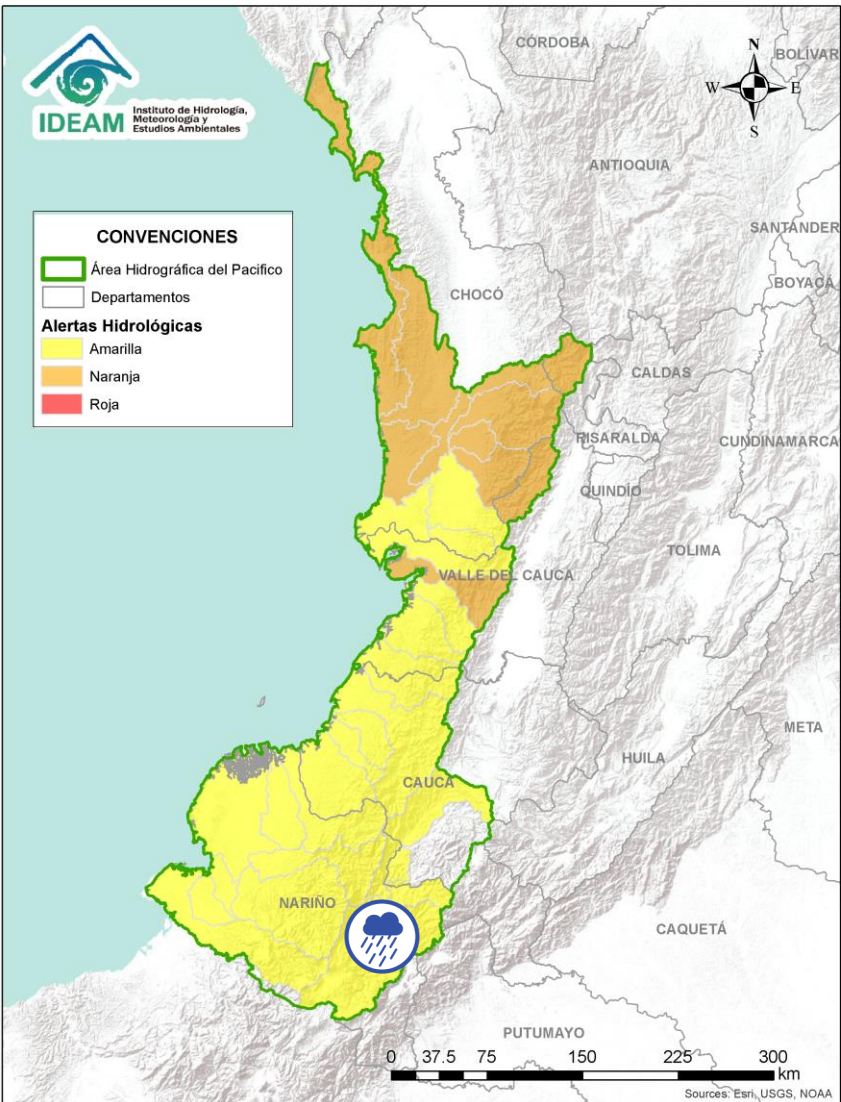 IDEAM
Instituto de Hidrología,
Meteorología y
Estudios Ambientales
CÓRDOBA
BOLIVAR
N
W
E
S
ANTIOQUIA
SANTANDER
BOYACÁ
CONVENCIONES
Área Hidrográfica del Pacifico
Departamentos
Alertas Hidrológicas
Amarilla
Naranja
Roja
CHOCÓ
CALDAS
RISARALDA
CUNDINAMARCA
QUINDÍO
TOLIMA
VALLE DEL CAUCA
META
HUILA
CAUCA
NARIÑO
CAQUETÁ
PUTUMAYO
0 37.5 75 150 225 300
km
Sources: Esri, USGS, NOAA